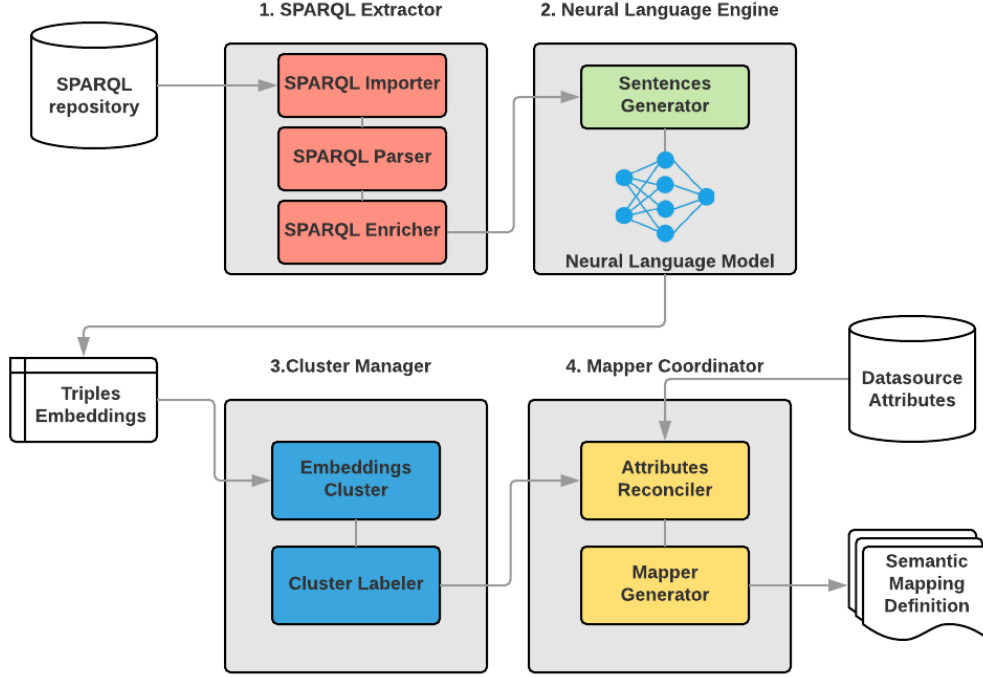 1. SPARQL Extractor
2. Neural Language Engine
SPARQL
repository
SPARQL Importer
SPARQL Parser
SPARQL Enricher
Sentences
Generator
Neural Language Model
Triples
Embeddings
3.Cluster Manager
4. Mapper Coordinator
Datasource
Attributes
Embeddings
Cluster
Cluster Labeler
Attributes
Reconciler
Mapper
Generator
Semantic
Mapping
Definition